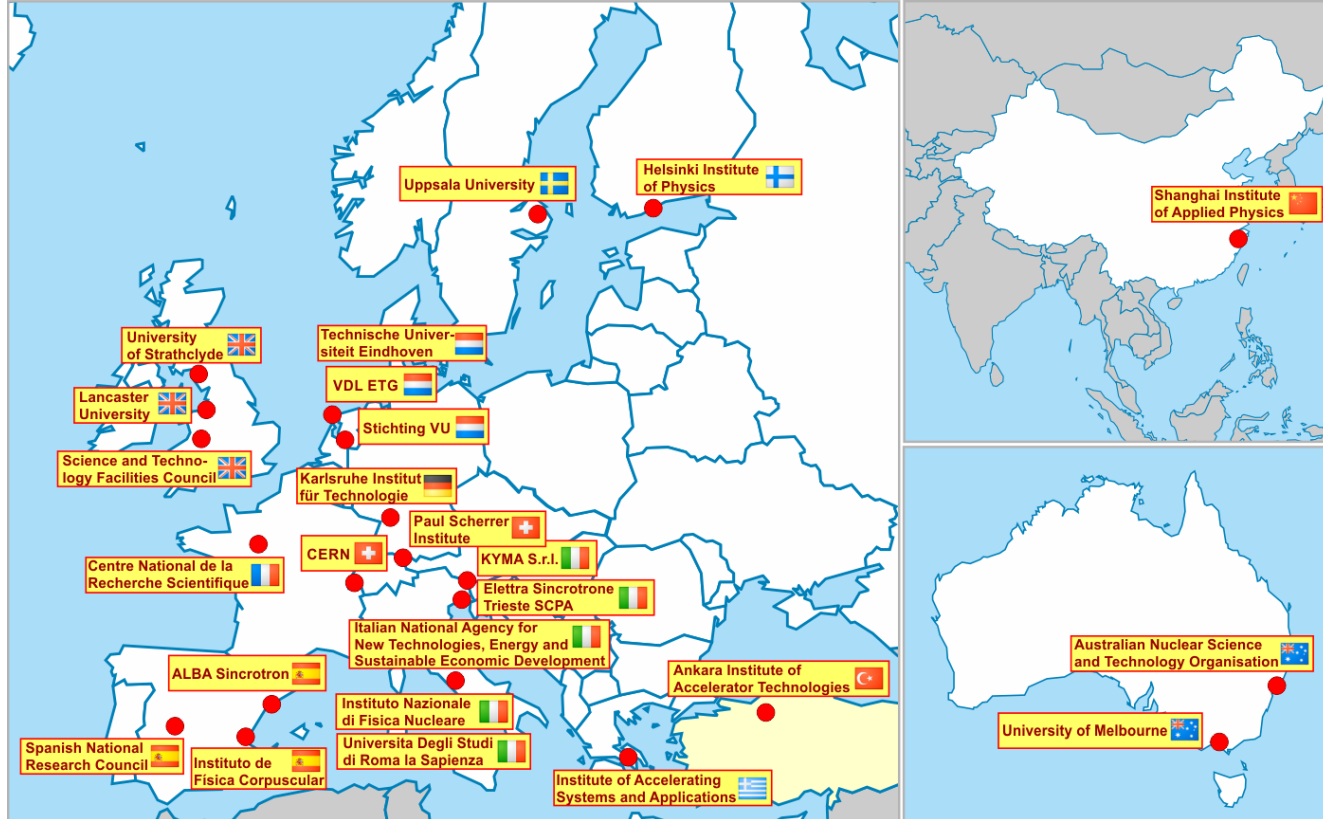 Uppsala University
Helsinki Institute
of Physics
Shanghai Institute
of Applied Physics
University
of Strathclyde
Technische Univer-
siteit Eindhoven
VDL ETG
Lancaster
University
Stichting VU
Science and Techno-
logy Facilities Council
Karlsruhe Institut
für Technologie
Paul Scherrer
Institute
CERN
KYMA S.r.l.
Centre National de la
Recherche Scientifique
Elettra Sincrotrone
Trieste SCPA
Italian National Agency for
New Technologies, Energy and
Sustainable Economic Development
ALBA Sincrotron
Ankara Institute of
Accelerator Technologies
Australian Nuclear Science
and Technology Organisation
Instituto Nazionale
di Fisica Nucleare
University of Melbourne
Spanish National
Research Council
Instituto de
Física Corpuscular
Universita Degli Studi
di Roma la Sapienza
Institute of Accelerating
Systems and Applications